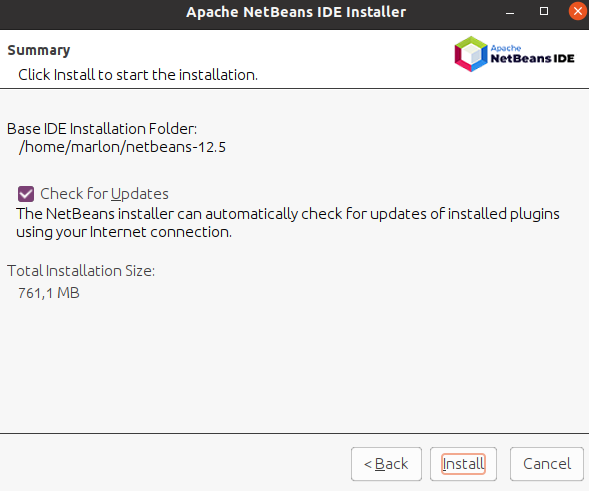 Apache NetBeans IDE Installer
Summary
Click Install to start the installation.
Apache
NetBeans IDE
Base IDE Installation Folder:
/home/marlon/netbeans-12.5
Check for Updates
The NetBeans installer can automatically check for updates of installed plugins
using your Internet connection.
Total Installation Size:
761,1 MB
< Back
Install
Cancel